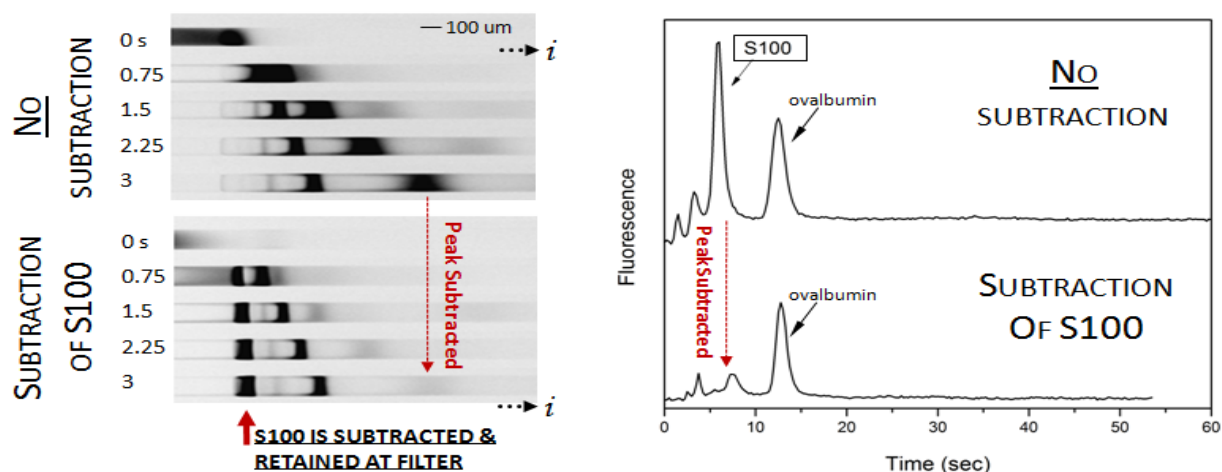 NO
SUBTRACTION
0 s
0.75
1.5
2.25
3
100 um
i
SUBTRACTION
OF S100
0 s
0.75
1.5
2.25
3
Peak Subtracted
i
S100 IS SUBTRACTED &
RETAINED AT FILTER
Fluorescence
S100
ovalbumin
NO
SUBTRACTION
PeakSubtracted
ovalbumin
SUBTRACTION
OF S100
0 10 20 30 40 50 60
Time (sec)